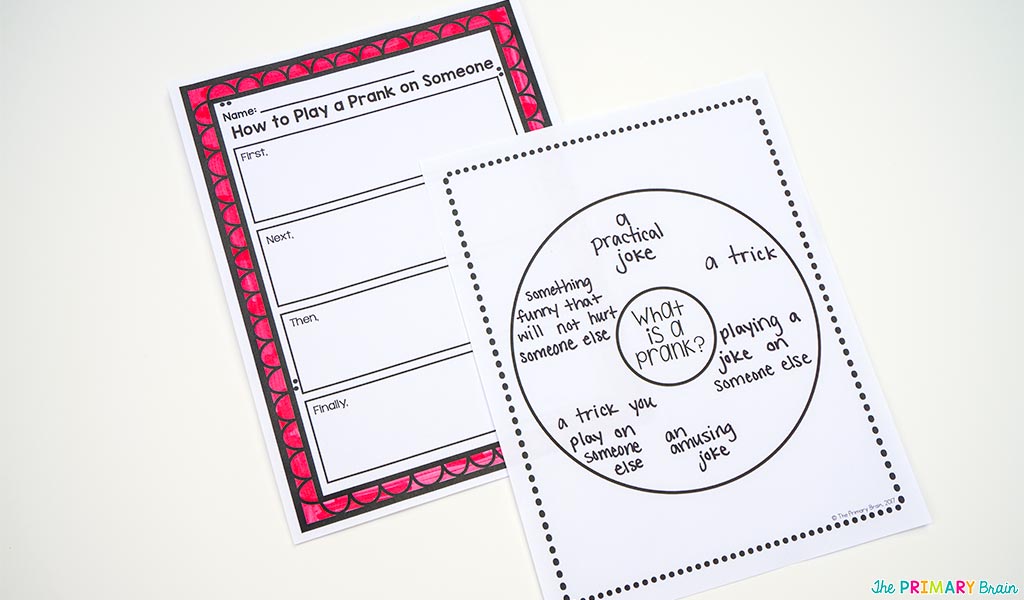 Name:
How to Play a Prank on Someone
First,
Next,
Then,
Finally,
a
practical
joke
a trick
something
funny that
will not hurt
someone else
What
is a
prank?
playing a
joke on
someone else
a trick you
play on
someone
else
an
amusing
joke
© The Primary Brain, 2017
The PRIMARY Brain